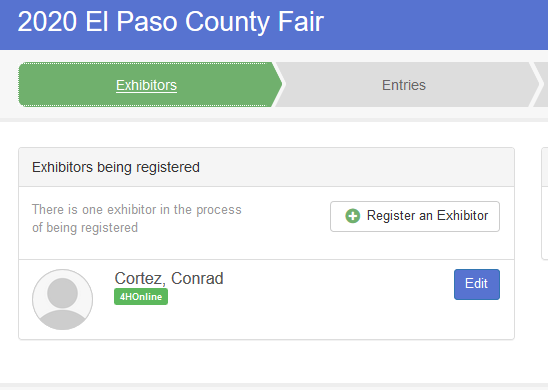 2020 El Paso County Fair
Exhibitors
Entries
Exhibitors being registered
There is one exhibitor in the process
of being registered
Register an Exhibitor
Cortez, Conrad
4HOnline
Edit